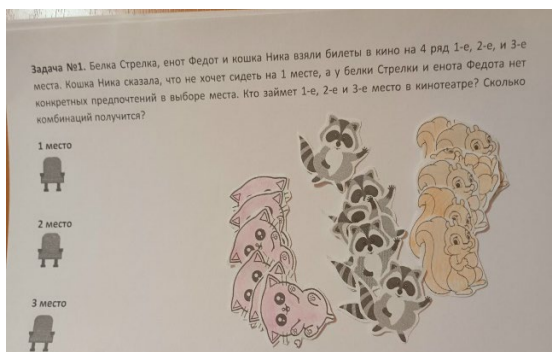 Задача №1. Белка Стрелка, енот Федот и кошка Ника взяли билеты в кино на 4 ряд 1-е, 2-е, и 3-е
места. Кошка Ника сказала, что не хочет сидеть на 1 месте, а у белки Стрелки и енота Федота нет
конкретных предпочтений в выборе места. Кто займет 1-е, 2-е и 3-е место в кинотеатре? Сколько
комбинаций получится?
1 место
2 место
3 место